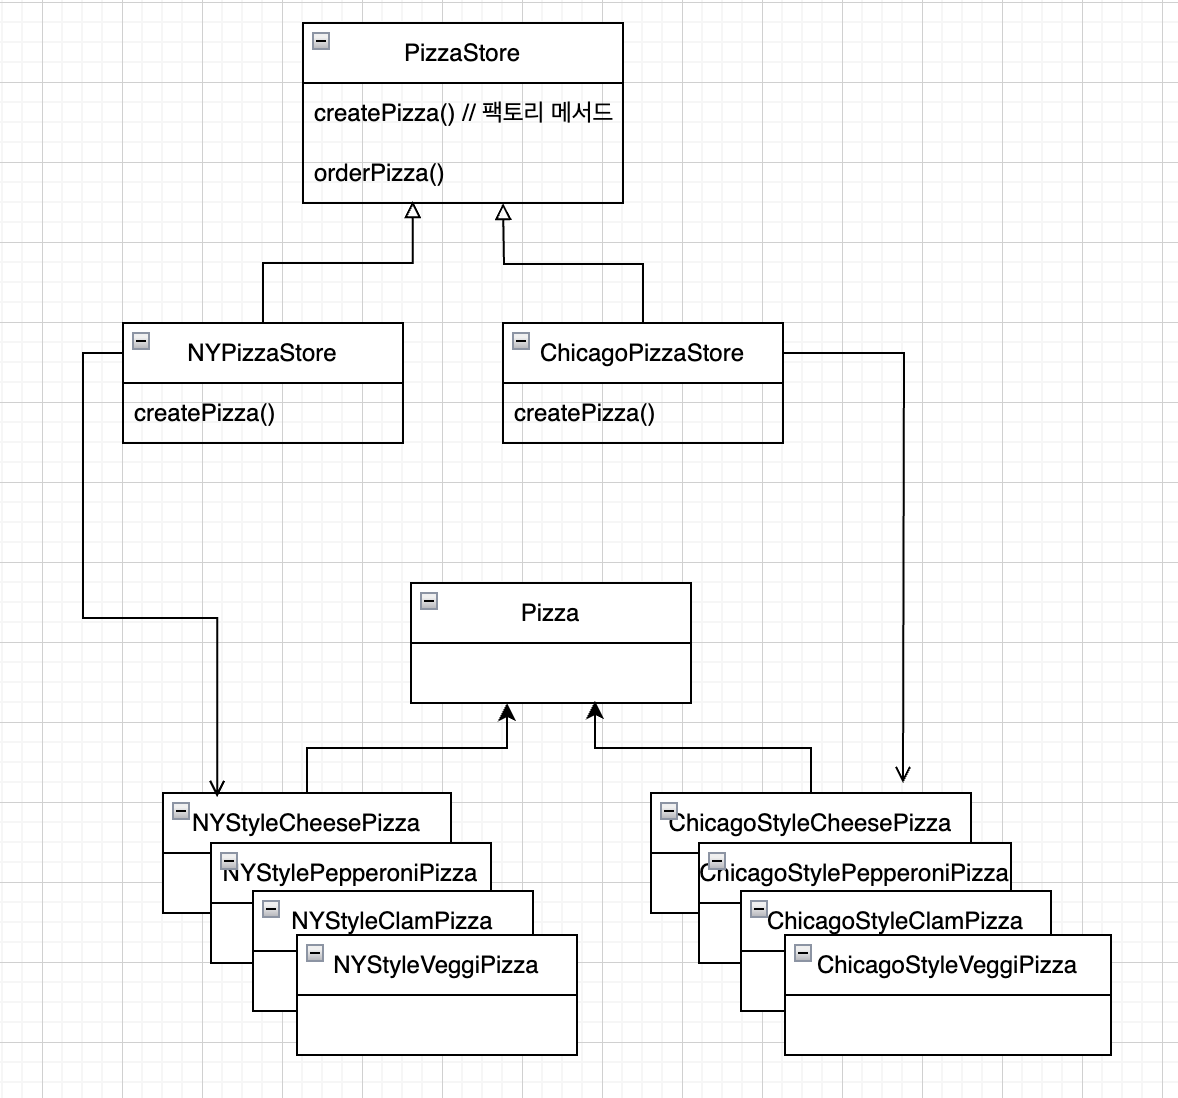 PizzaStore
createPizza() // 팩토리 메서드
orderPizza()
NYPizzaStore
createPizza()
ChicagoPizzaStore
createPizza()
Pizza
NYStyleCheesePizza
NYStylePepperoniPizza
NYStyleClamPizza
NYStyleVeggiPizza
ChicagoStyleCheesePizza
ChicagoStylePepperoniPizza
ChicagoStyleClamPizza
ChicagoStyleVeggiPizza